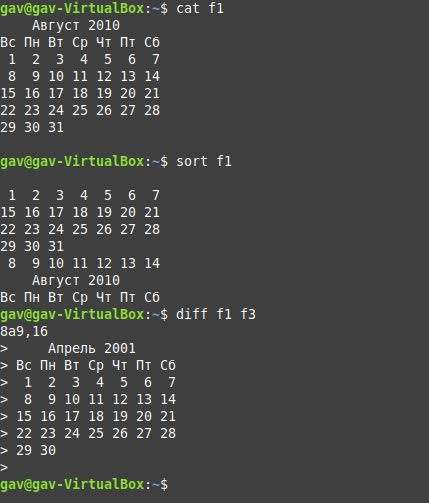 gav@gav-VirtualBox:~$ cat f1
    Август 2010
Вс Пн Вт Ср Чт Пт Сб
 1  2  3  4  5  6  7
 8  9 10 11 12 13 14
15 16 17 18 19 20 21
22 23 24 25 26 27 28
29 30 31

gav@gav-VirtualBox:~$ sort f1

 1  2  3  4  5  6  7
15 16 17 18 19 20 21
22 23 24 25 26 27 28
29 30 31
 8  9 10 11 12 13 14
    Август 2010
Вс Пн Вт Ср Чт Пт Сб
gav@gav-VirtualBox:~$ diff f1 f3
8a9,16
>     Апрель 2001
> Вс Пн Вт Ср Чт Пт Сб
>  1  2  3  4  5  6  7
>  8  9 10 11 12 13 14
> 15 16 17 18 19 20 21
> 22 23 24 25 26 27 28
> 29 30
>
gav@gav-VirtualBox:~$